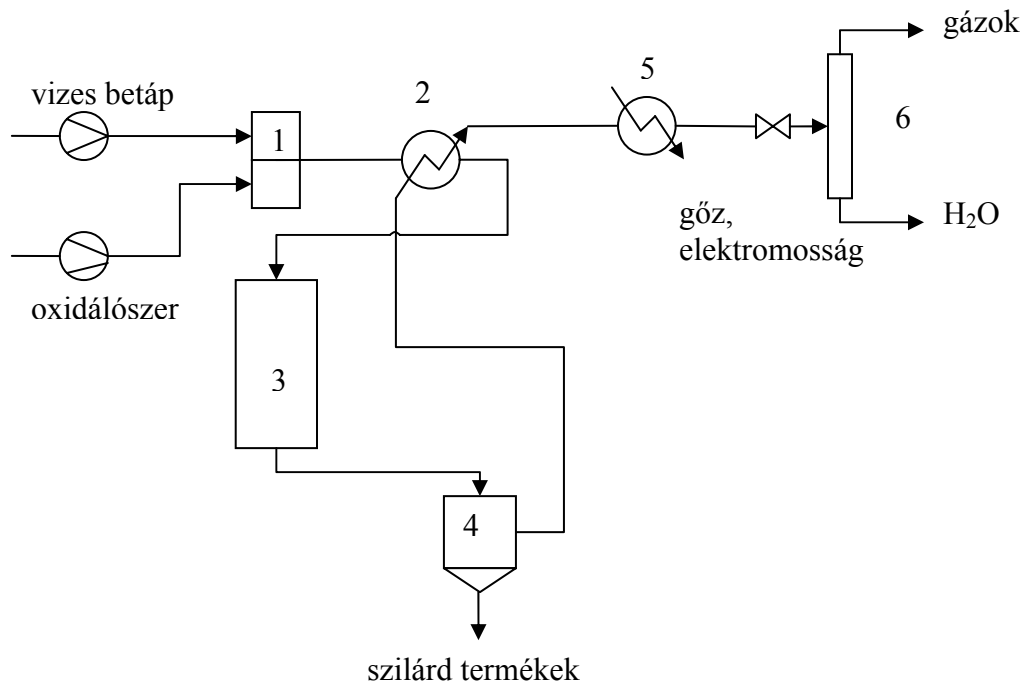 gázok
5
2
vizes betáp
6
1
H₂O
gőz,
elektromosság
oxidálószer
3
4
szilárd termékek